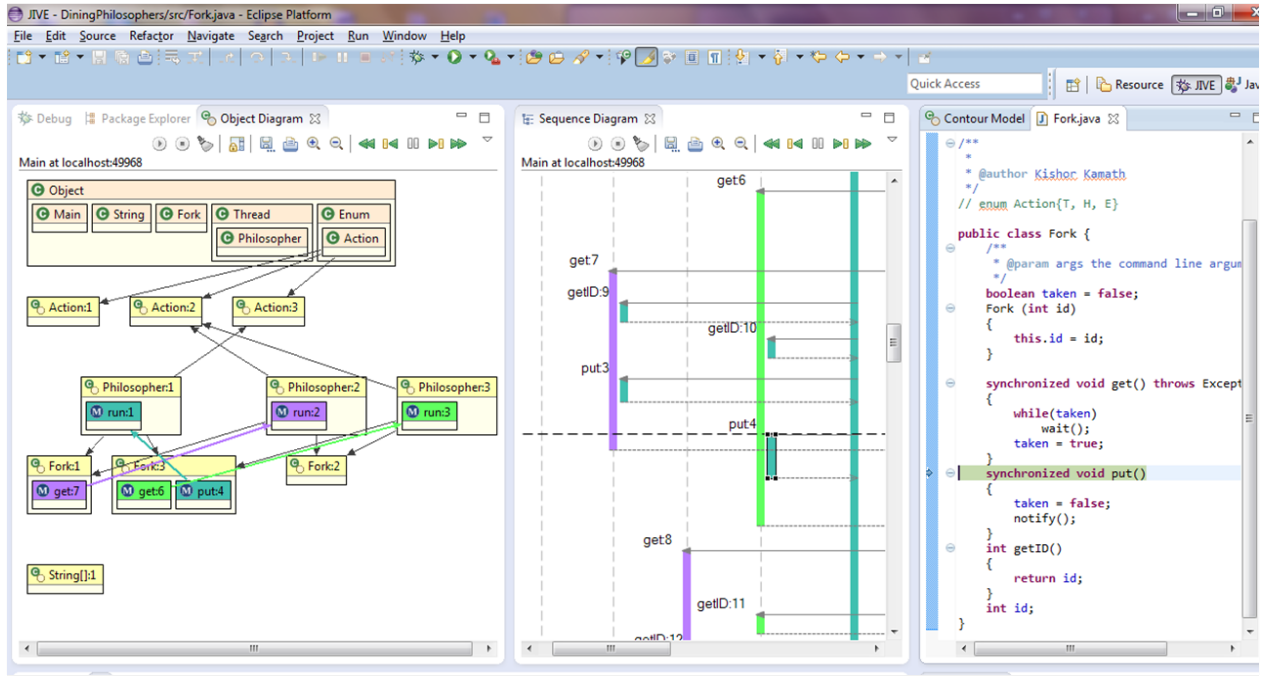 JIVE - DiningPhilosophers/src/Fork.java - Eclipse Platform
File Edit Source Refactor Navigate Search Project Run Window Help
Quick Access
Resource
JIVE
Jav
Debug
Package Explorer
Object Diagram
Main at localhost:49968
Object
Main
String
Fork
Thread
Enum
Philosopher
Action
Action:1
Action:2
Action:3
Philosopher:1
Philosopher:2
Philosopher:3
run:1
run:2
run:3
Fork:1
Fork:3
Fork:2
get:7
get:6
put:4
String[]:1
Sequence Diagram
Main at localhost:49968
get:6
get:7
getID:9
getID:10
put:3
put:4
get:8
getID:11
getID:12
Contour Model
Fork.java
/**
*
* @author Kishor Kamath
*/
// enum Action{T, H, E}
public class Fork {
/**
* @param args the command line argum
*/
boolean taken = false;
Fork (int id)
{
this.id = id;
}
synchronized void get() throws Except
{
while(taken)
wait();
taken = true;
}
synchronized void put()
{
taken = false;
notify();
}
int getID()
{
return id;
}
int id;
}